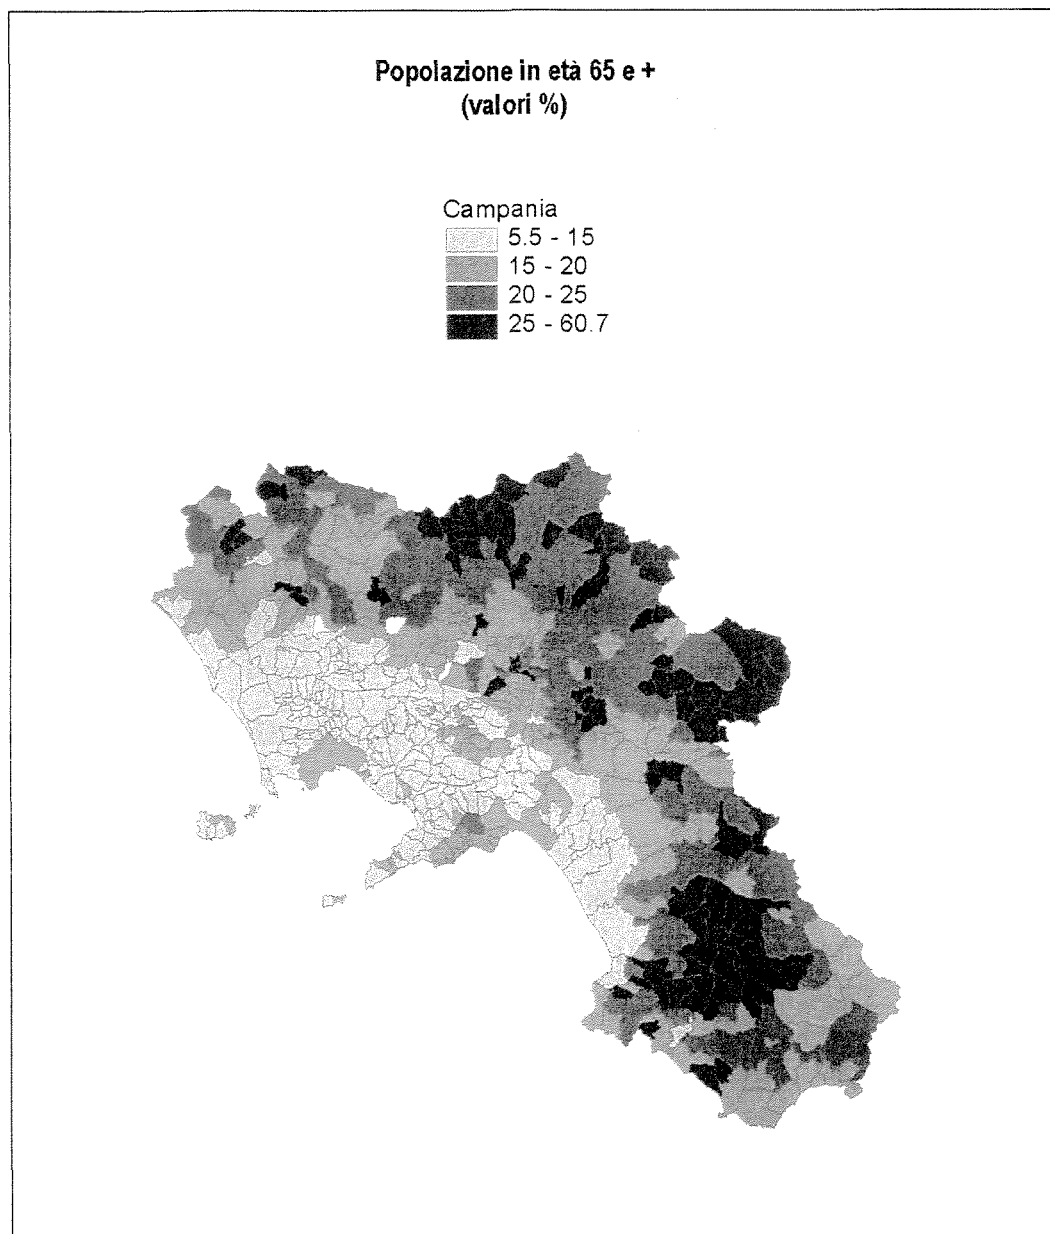 Popolazione in età 65 e +
(valori %)
Campania
5.5 - 15
15 - 20
20 - 25
25 - 60.7